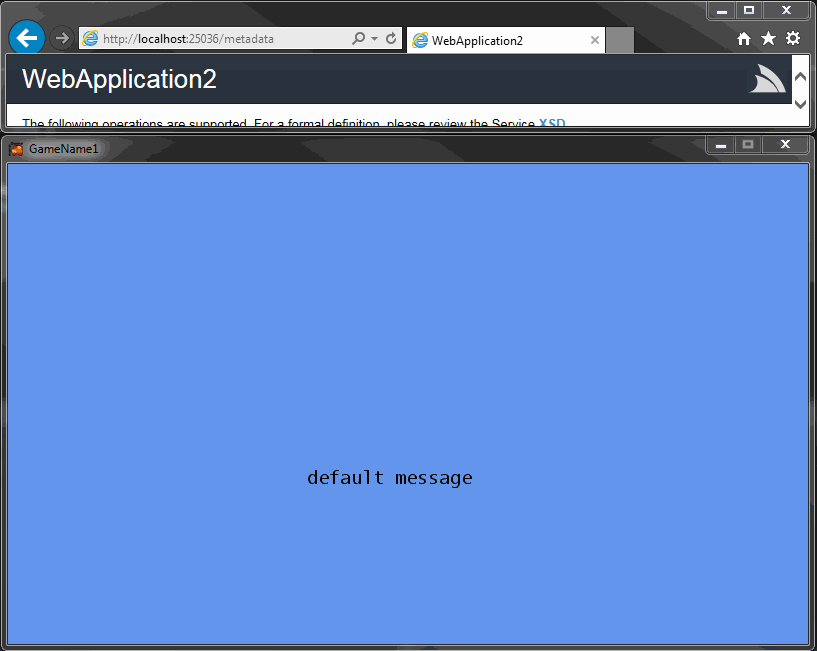 http://localhost:25036/metadata
WebApplication2
WebApplication2
The following operations are supported. For a formal definition, please review the Service XSD
GameName1
default message